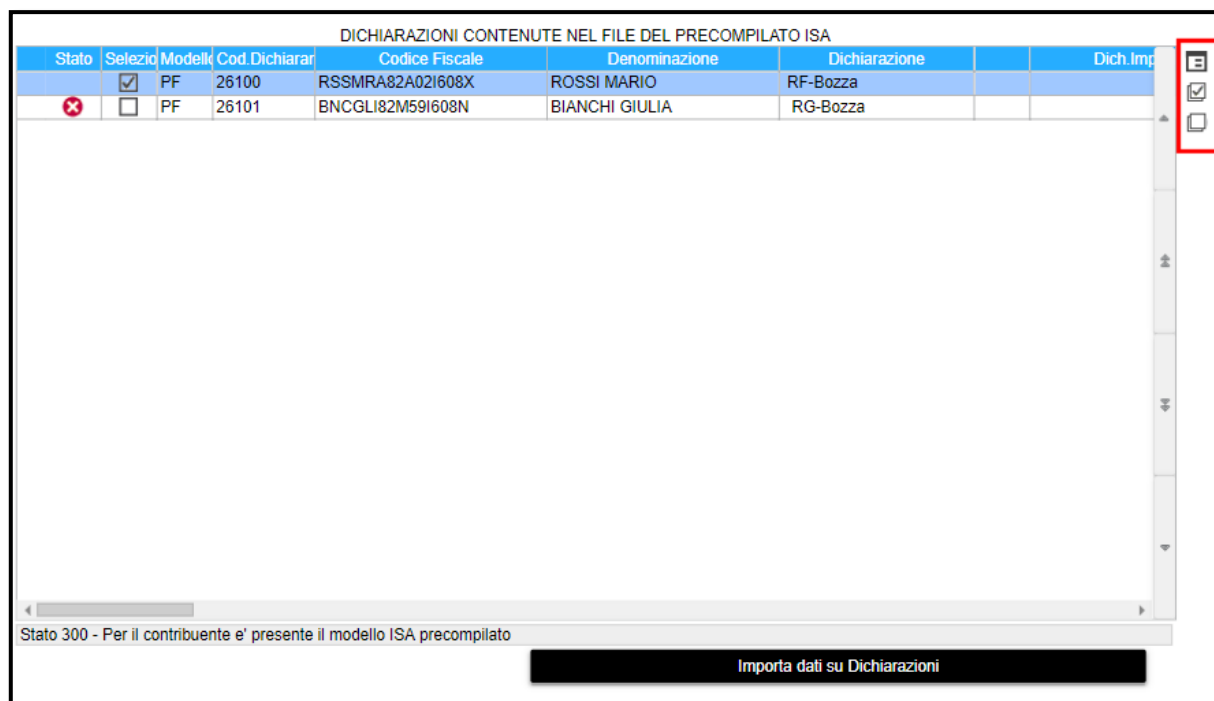 DICHIARAZIONI CONTENUTE NEL FILE DEL PRECOMPILATO ISA
Stato Selezio Modello Cod.Dichiarar Codice Fiscale Denominazione Dichiarazione Dich.Imp
PF 26100 RSSMRA82A02I608X ROSSI MARIO RF-Bozza
PF 26101 BNCGLI82M59I608N BIANCHI GIULIA RG-Bozza
Stato 300 - Per il contribuente e' presente il modello ISA precompilato
Importa dati su Dichiarazioni